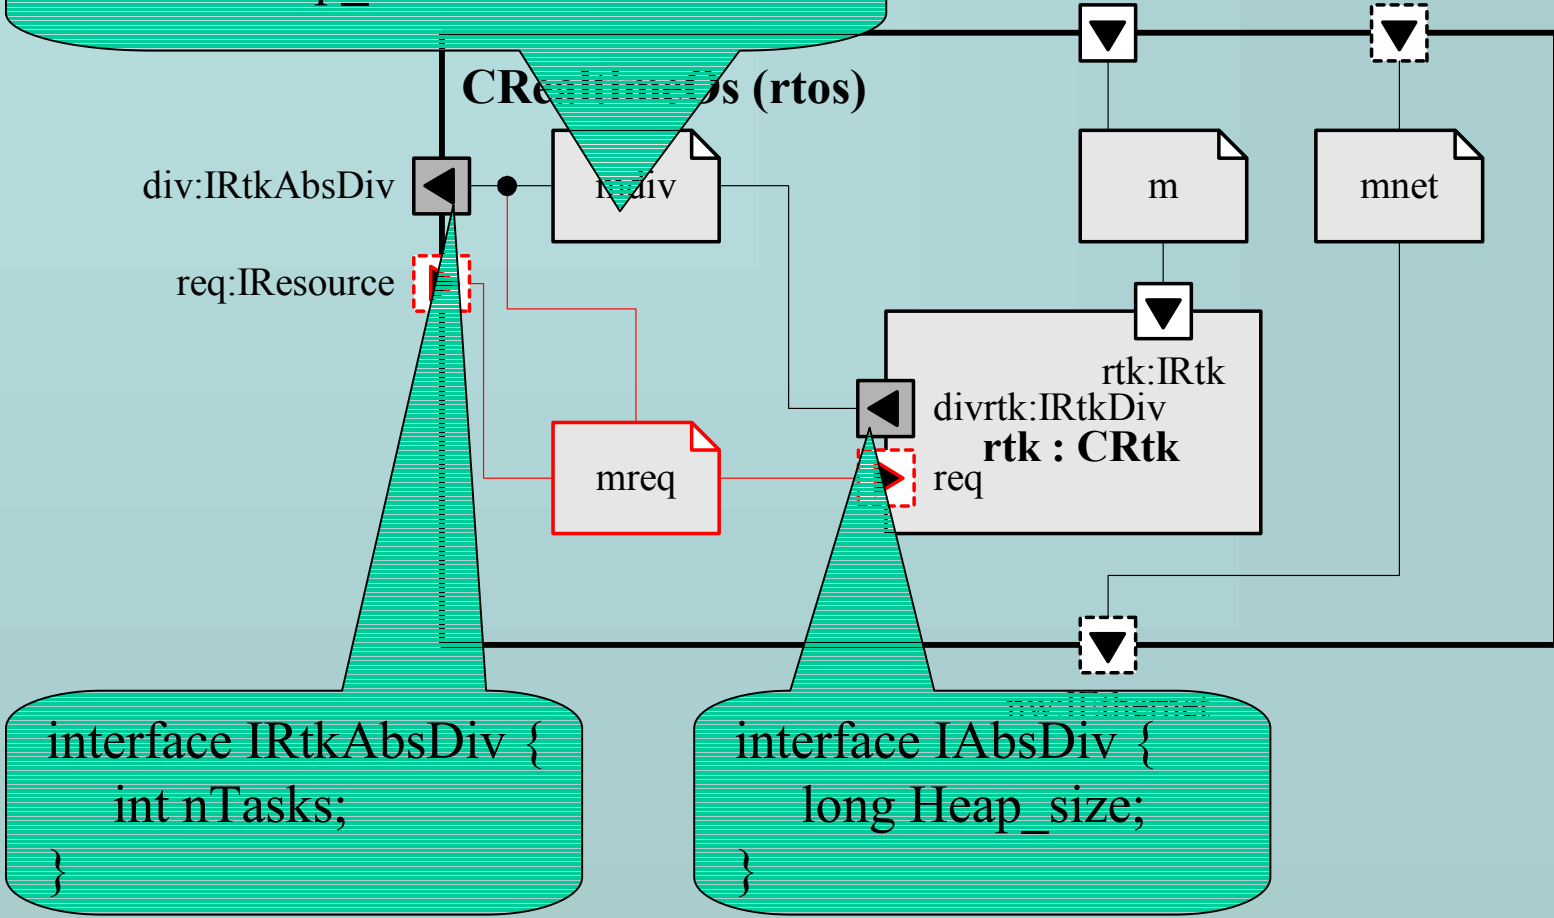 (rtos)
div:IRtkAbsDiv
m
mnet
req:IResource
rtk:IRtk
divrtk:IRtkDiv
rtk : CRtk
mreq
req
interface IRtkAbsDiv {
int nTasks;
}
interface IAbsDiv {
long Heap_size;
}